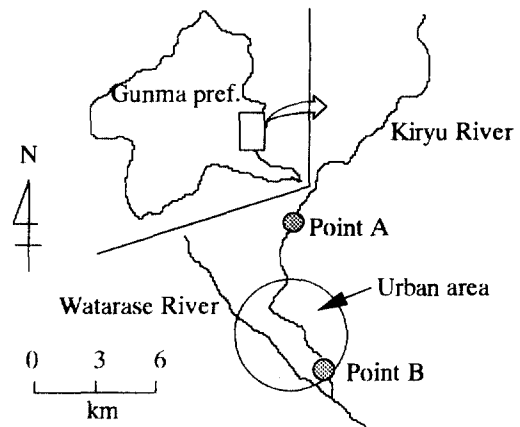 Gunma pref.
Kiryu River
N
Point A
Urban area
Watarase River
0 3 6
km
Point B